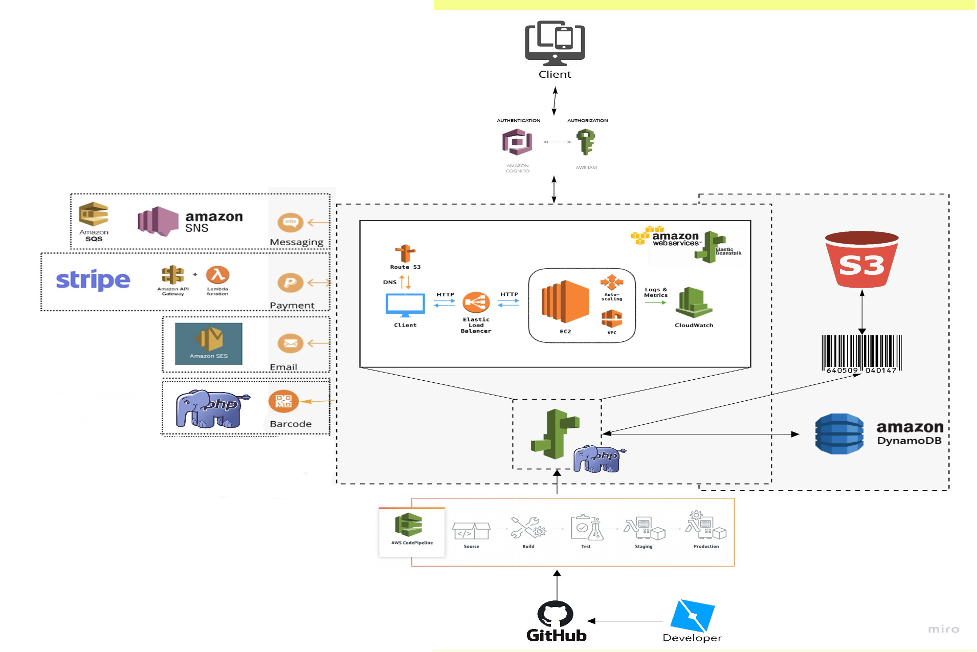 Client
AUTHENTICATION
AUTHORIZATION
AMAZON
COGNITO
AWS IAM
Amazon
SQS
amazon
SNS
Messaging
stripe
Amazon API
Gateway
+
Lambda
function
P
Payment
Amazon SES
Email
php
Barcode
amazon
webservices
Elastic
Beanstalk
Route S3
DNS
Client
HTTP
Elastic
Load
Balancer
HTTP
EC2
Auto-
scaling
VPC
Logs &
Metrics
CloudWatch
S3
640509 040147
amazon
DynamoDB
php
AWS CodePipeline
Source
Build
Test
Staging
Production
GitHub
Developer
miro